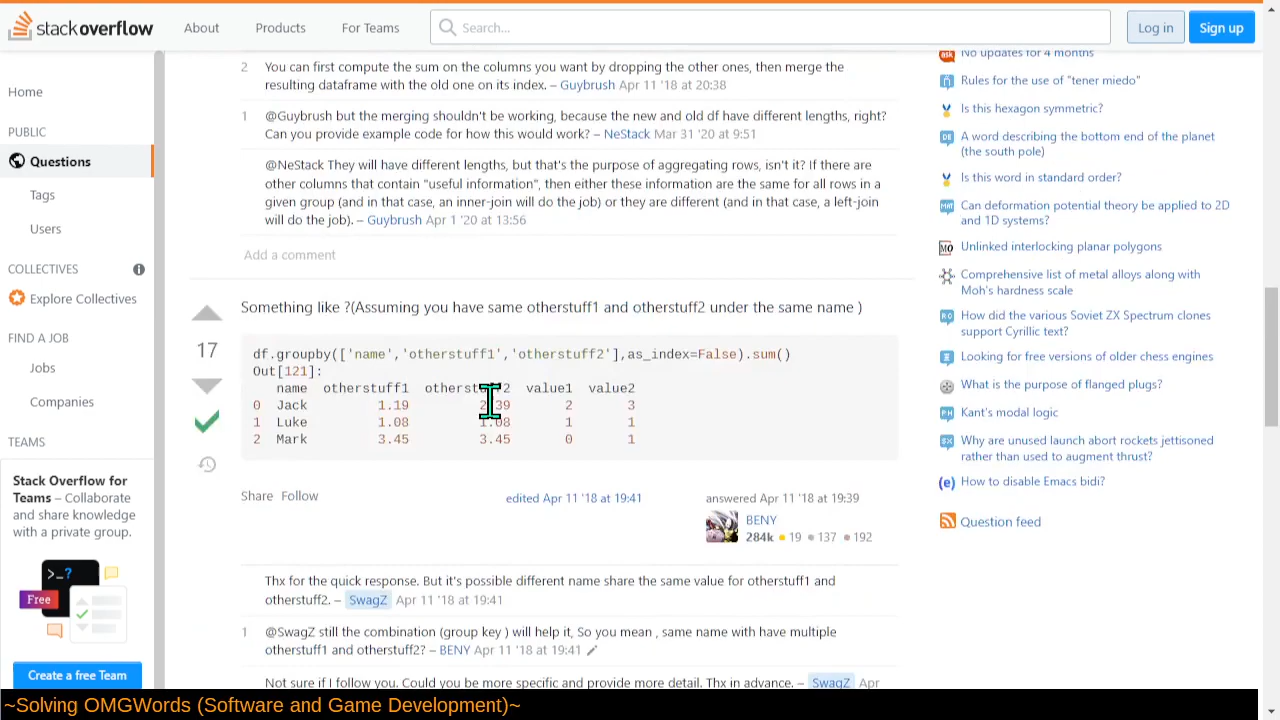 stack overflow
About
Products
For Teams
Search...
Log in
Sign up
Home
PUBLIC
Questions
Tags
Users
COLLECTIVES
Explore Collectives
FIND A JOB
Jobs
Companies
TEAMS
Stack Overflow for
Teams – Collaborate
and share knowledge
with a private group.
>_?
Free
Create a free Team
2 You can first compute the sum on the columns you want by dropping the other ones, then merge the
resulting dataframe with the old one on its index. – Guybrush Apr 11 '18 at 20:38
1 @Guybrush but the merging shouldn't be working, because the new and old df have different lengths, right?
Can you provide example code for how this would work? – NeStack Mar 31 '20 at 9:51
@NeStack They will have different lengths, but that's the purpose of aggregating rows, isn't it? If there are
other columns that contain "useful information", then either these information are the same for all rows in a
given group (and in that case, an inner-join will do the job) or they are different (and in that case, a left-join
will do the job). – Guybrush Apr 1 '20 at 13:56
Add a comment
17
Something like ?(Assuming you have same otherstuff1 and otherstuff2 under the same name )
df.groupby(['name','otherstuff1','otherstuff2'],as_index=False).sum()
Out[121]:
name otherstuff1 otherstuff2 value1 value2
0 Jack 1.19 2.39 2 3
1 Luke 1.08 1.08 1 1
2 Mark 3.45 3.45 0 1
Share Follow
edited Apr 11 '18 at 19:41
answered Apr 11 '18 at 19:39
BENY
284k 19 137 192
Thx for the quick response. But it's possible different name share the same value for otherstuff1 and
otherstuff2. – SwagZ Apr 11 '18 at 19:41
1 @SwagZ still the combination (group key ) will help it, So you mean , same name with have multiple
otherstuff1 and otherstuff2? – BENY Apr 11 '18 at 19:41
Not sure if I follow you. Could you be more specific and provide more detail. Thx in advance. – SwagZ Apr
No updates for 4 months
Rules for the use of "tener miedo"
Is this hexagon symmetric?
A word describing the bottom end of the planet
(the south pole)
Is this word in standard order?
Can deformation potential theory be applied to 2D
and 1D systems?
Unlinked interlocking planar polygons
Comprehensive list of metal alloys along with
Moh's hardness scale
How did the various Soviet ZX Spectrum clones
support Cyrillic text?
Looking for free versions of older chess engines
What is the purpose of flanged plugs?
Kant's modal logic
Why are unused launch abort rockets jettisoned
rather than used to augment thrust?
How to disable Emacs bidi?
Question feed
~Solving OMGWords (Software and Game Development)~